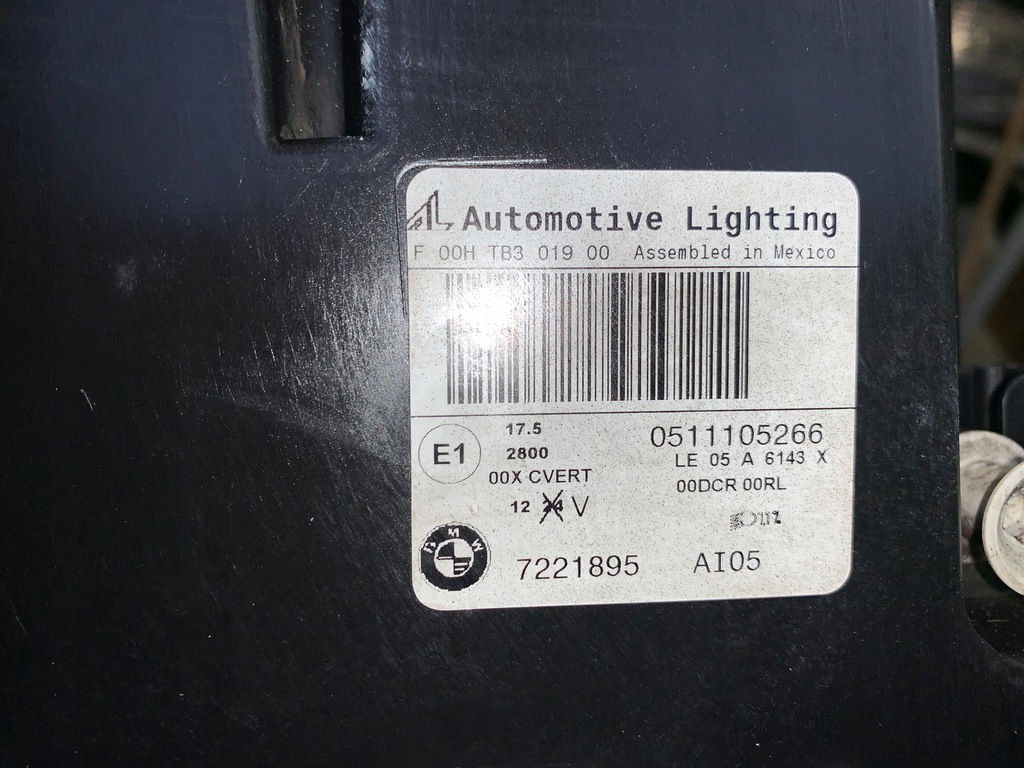 AL Automotive Lighting
F 00H TB3 019 00 Assembled in Mexico
E1
17.5
2800
00X CVERT
12 24 V
0511105266
LE 05 A 6143 X
00DCR 00RL
BMW
7221895
AI05